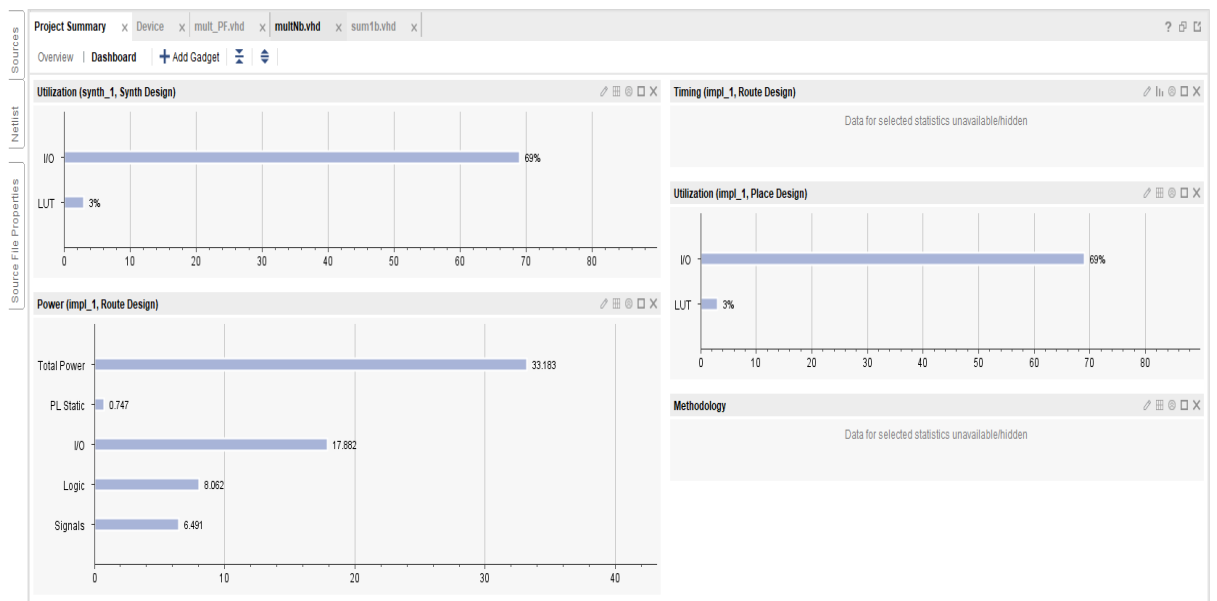 Sources
Netlist
Source File Properties
Project Summary x Device x mult_PF.vhd x multNb.vhd x sum1b.vhd x
?
Overview | Dashboard Add Gadget
Utilization (synth_1, Synth Design)
I/O 69%
LUT 3%
0 10 20 30 40 50 60 70 80
Power (impl_1, Route Design)
Total Power 33.183
PL Static 0.747
I/O 17.882
Logic 8.062
Signals 6.491
0 10 20 30 40
Timing (impl_1, Route Design)
Data for selected statistics unavailable/hidden
Utilization (impl_1, Place Design)
I/O 69%
LUT 3%
0 10 20 30 40 50 60 70 80
Methodology
Data for selected statistics unavailable/hidden